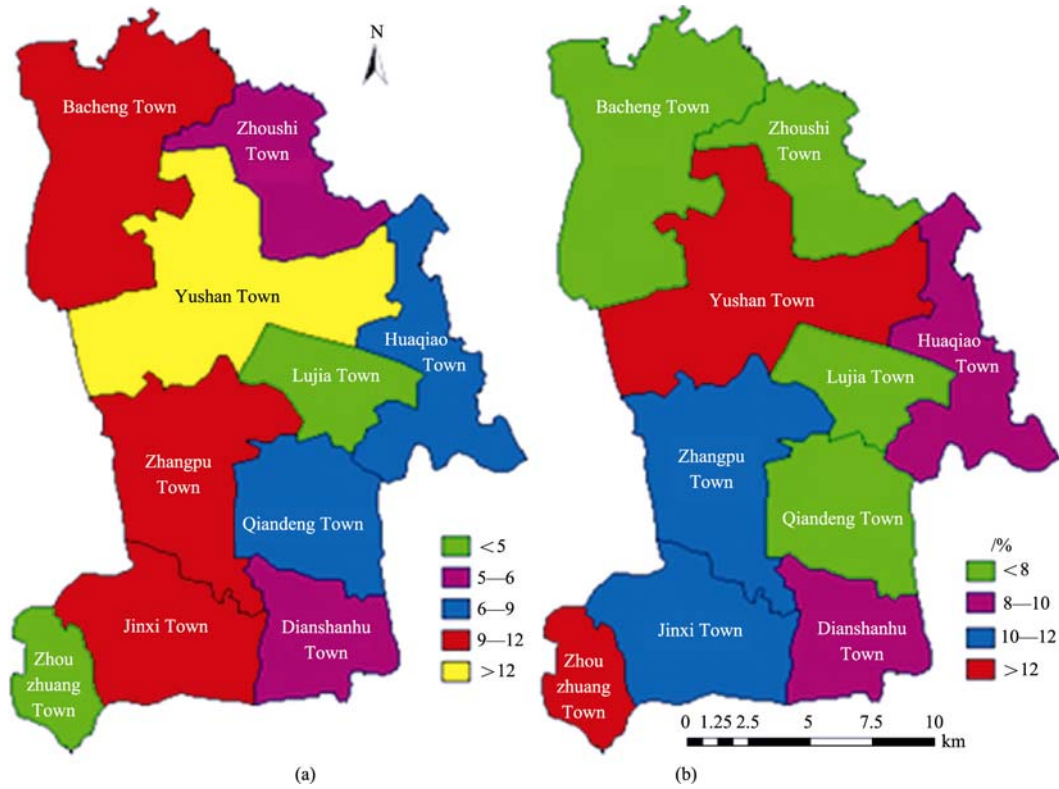 N
Bacheng Town
Zhoushi
Town
Yushan Town
Huaqiao
Town
Lujia Town
Zhangpu
Town
Qiandeng Town
Jinxi Town
Dianshanhu
Town
Zhou
zhuang
Town
<5
5—6
6—9
9—12
>12
(a)
Bacheng Town
Zhoushi
Town
Yushan Town
Huaqiao
Town
Lujia Town
Zhangpu
Town
Qiandeng Town
Jinxi Town
Dianshanhu
Town
Zhou
zhuang
Town
/%
<8
8—10
10—12
>12
0 1.25 2.5 5 7.5 10
km
(b)